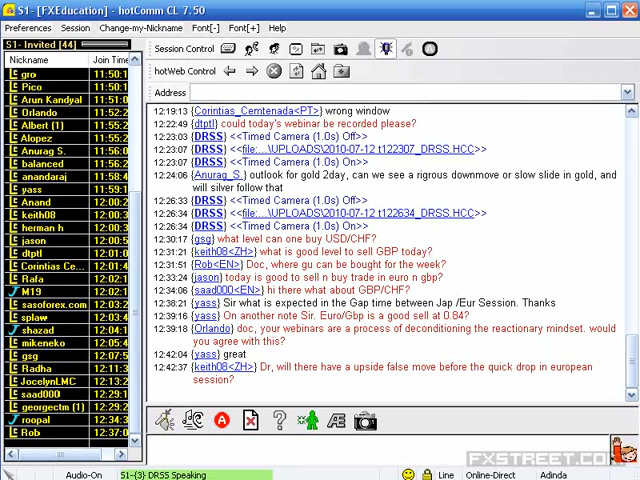 S1- [FXEducation] - hotComm CL 7.50
Preferences Session Change-my-Nickname Font[-] Font[+] Help
S1- Invited [44]
Session Control
Nickname Join Time
hotWeb Control
Address
gro 11:50:1
Pico 11:50:1
Arun Kandyal 11:51:0
Orlando 11:52:2
Albert (1) 11:52:2
Alopez 11:52:2
Anurag S. 11:56:1
balanced 11:56:1
anandaraj 11:58:4
yass 11:59:1
Anand 12:00:2
keith08 12:00:2
herman h 12:00:2
jason 12:00:2
dtptl 12:01:0
Corintias Ce... 12:01:4
Rafa 12:02:1
M19 12:02:1
sasoforex.com 12:03:1
splaw 12:03:1
shazad 12:04:1
mikeneko 12:05:2
gsg 12:07:5
Radha 12:11:3
JocelynLMC 12:13:2
saad000 12:29:1
georgectm (1) 12:29:2
roopal 12:34:3
Rob 12:37:0
12:19:13 {Corintias_Cemtenada<PT>} wrong window
12:22:49 {dtptl} could today's webinar be recorded please?
12:23:03 {DRSS} <<Timed Camera (1.0s) Off>>
12:23:07 {DRSS} <<file:...\UPLOADS\2010-07-12 t122307_DRSS.HCC>>
12:23:07 {DRSS} <<Timed Camera (1.0s) On>>
12:24:06 {Anurag_S.} outlook for gold 2day, can we see a rigrous downmove or slow slide in gold, and
will silver follow that
12:26:33 {DRSS} <<Timed Camera (1.0s) Off>>
12:26:34 {DRSS} <<file:...\UPLOADS\2010-07-12 t122634_DRSS.HCC>>
12:26:34 {DRSS} <<Timed Camera (1.0s) On>>
12:30:17 {gsg} what level can one buy USD/CHF?
12:31:21 {keith08<ZH>} what is good level to sell GBP today?
12:31:51 {Rob<EN>} Doc, where gu can be bought for the week?
12:33:24 {jason} today is good to sell n buy trade in euro n gbp?
12:34:06 {saad000<EN>} hi there what about GBP/CHF?
12:38:21 {yass} Sir what is expected in the Gap time between Jap /Eur Session. Thanks
12:39:16 {yass} On another note Sir. Euro/Gbp is a good sell at 0.84?
12:39:18 {Orlando} doc, your webinars are a process of deconditioning the reactionary mindset. would
you agree with this?
12:42:04 {yass} great
12:42:37 {keith08<ZH>} Dr, will there have a upside false move before the quick drop in european
session?
FXSTREET.COM
Audio-On S1-{3} DRSS Speaking Line Online-Direct Adinda